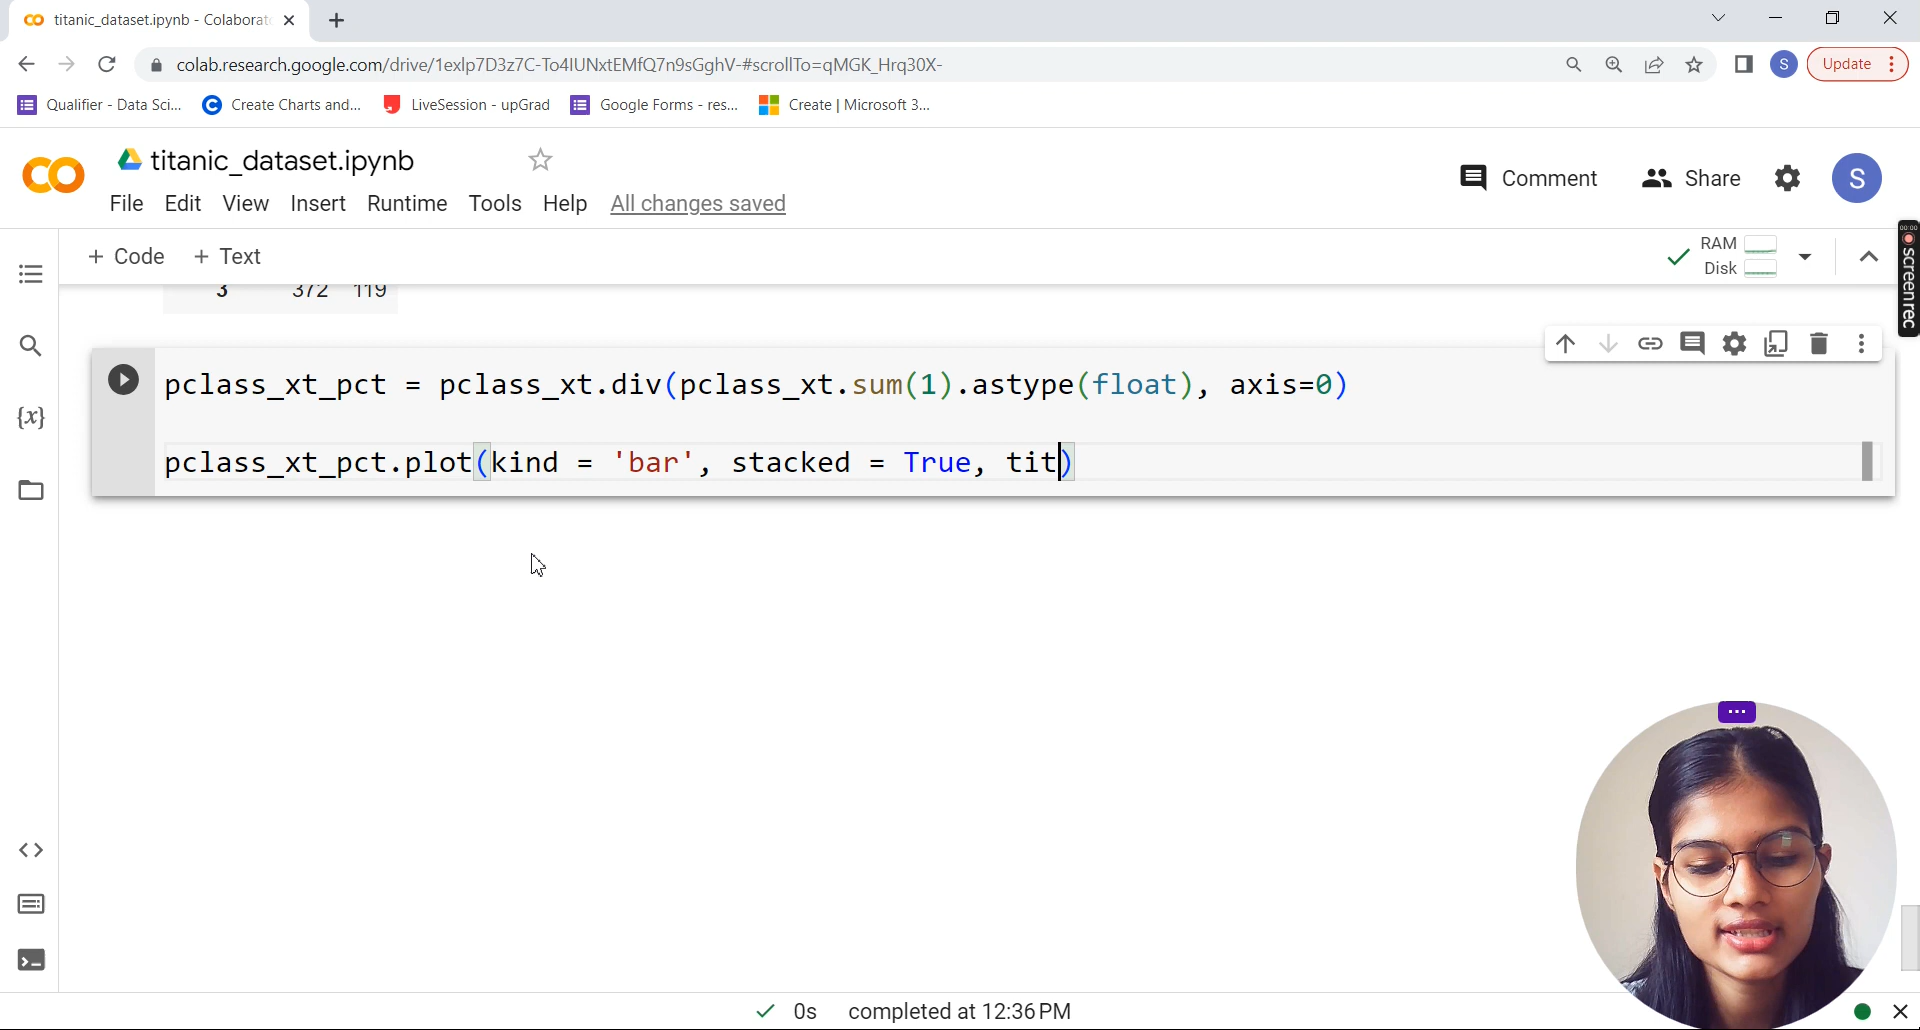 titanic_dataset.ipynb - Colaborat
colab.research.google.com/drive/1exlp7D3z7C-To4IUNxtEMfQ7n9sGghV-#scrollTo=qMGK_Hrq30X-
S
Update
Qualifier - Data Sci...
Create Charts and...
LiveSession - upGrad
Google Forms - res...
Create | Microsoft 3...
titanic_dataset.ipynb
Comment
Share
S
File Edit View Insert Runtime Tools Help All changes saved
+ Code + Text
RAM
Disk
00:00
screenrec
3 372 119
pclass_xt_pct = pclass_xt.div(pclass_xt.sum(1).astype(float), axis=0)
pclass_xt_pct.plot(kind = 'bar', stacked = True, tit)
{x}
0s completed at 12:36 PM